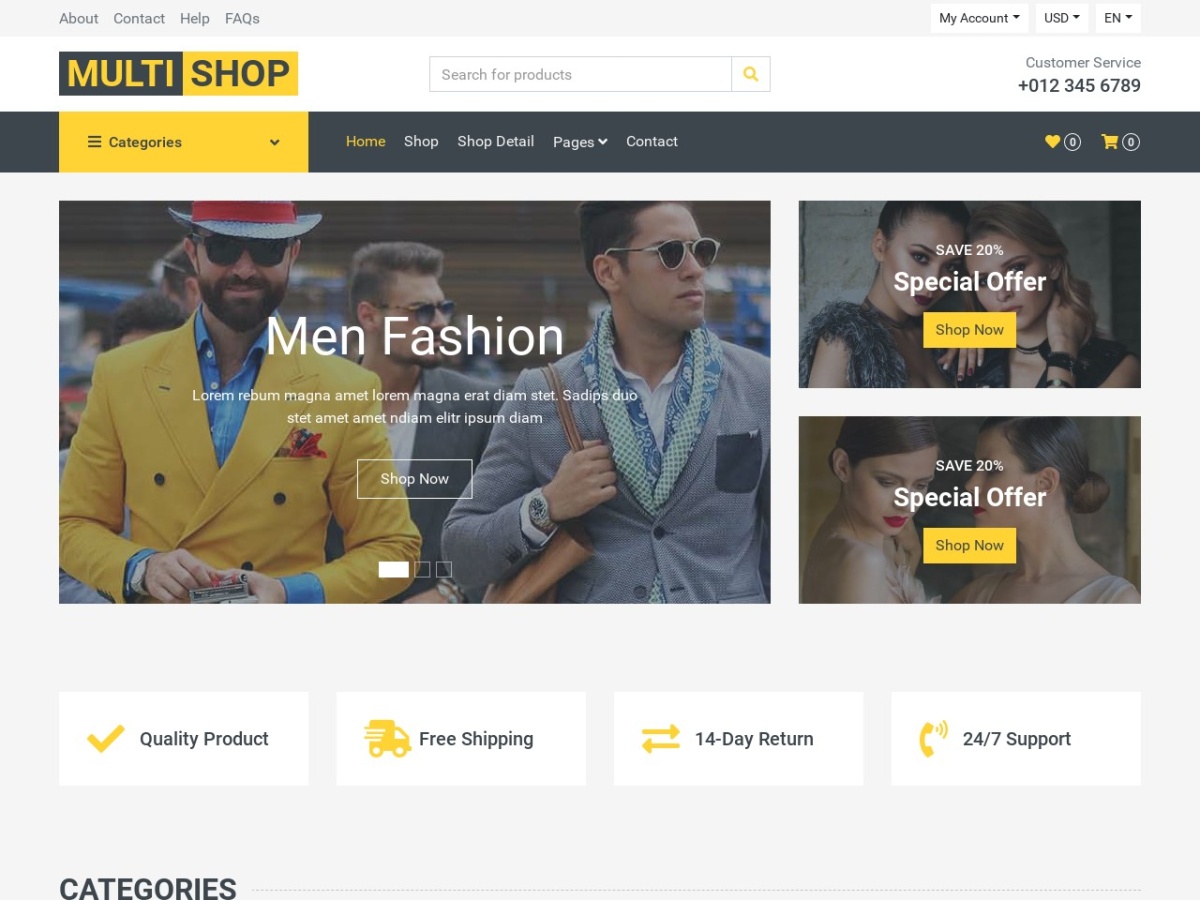 About Contact Help FAQs
My Account USD EN
MULTI SHOP
Search for products
Customer Service
+012 345 6789
Categories
Home Shop Shop Detail Pages Contact
0 0
Men Fashion
Lorem rebum magna amet lorem magna erat diam stet. Sadips duo
stet amet amet ndiam elitr ipsum diam
Shop Now
SAVE 20%
Special Offer
Shop Now
SAVE 20%
Special Offer
Shop Now
Quality Product
Free Shipping
14-Day Return
24/7 Support
CATEGORIES